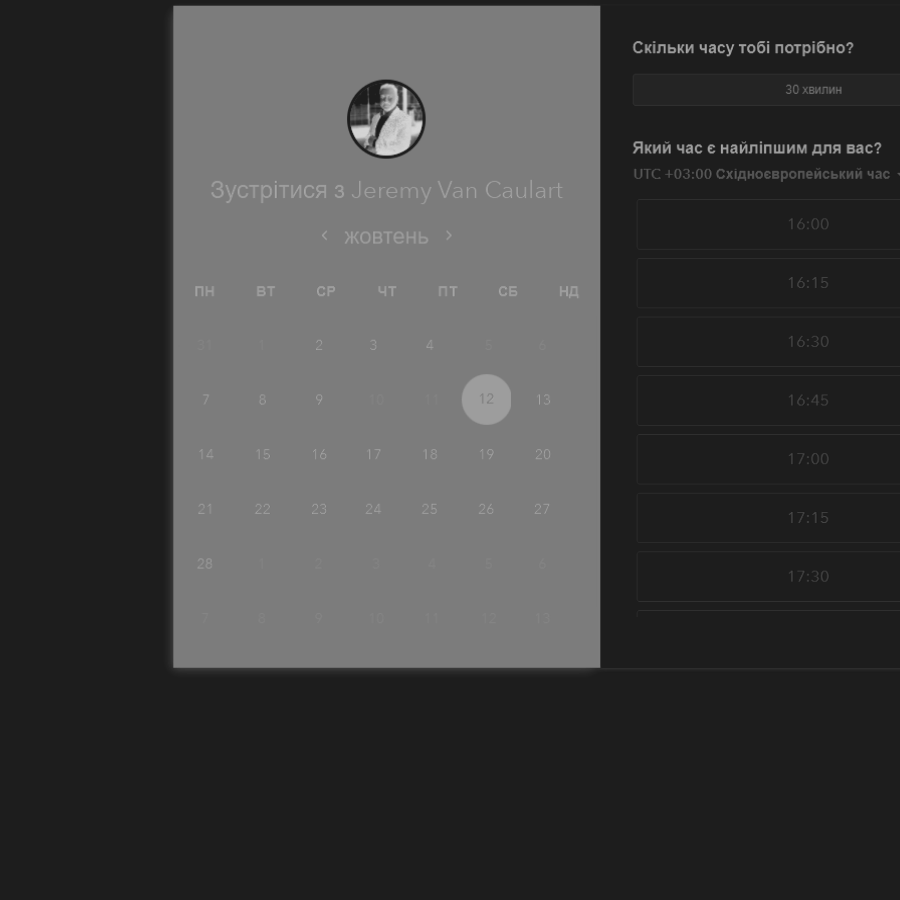 Зустрітися з Jeremy Van Caulart
жовтень
ПН ВТ СР ЧТ ПТ СБ НД
31 1 2 3 4 5 6
7 8 9 10 11 12 13
14 15 16 17 18 19 20
21 22 23 24 25 26 27
28 1 2 3 4 5 6
7 8 9 10 11 12 13
Скільки часу тобі потрібно?
30 хвилин
Який час є найліпшим для вас?
UTC +03:00 Східноєвропейський час
16:00
16:15
16:30
16:45
17:00
17:15
17:30